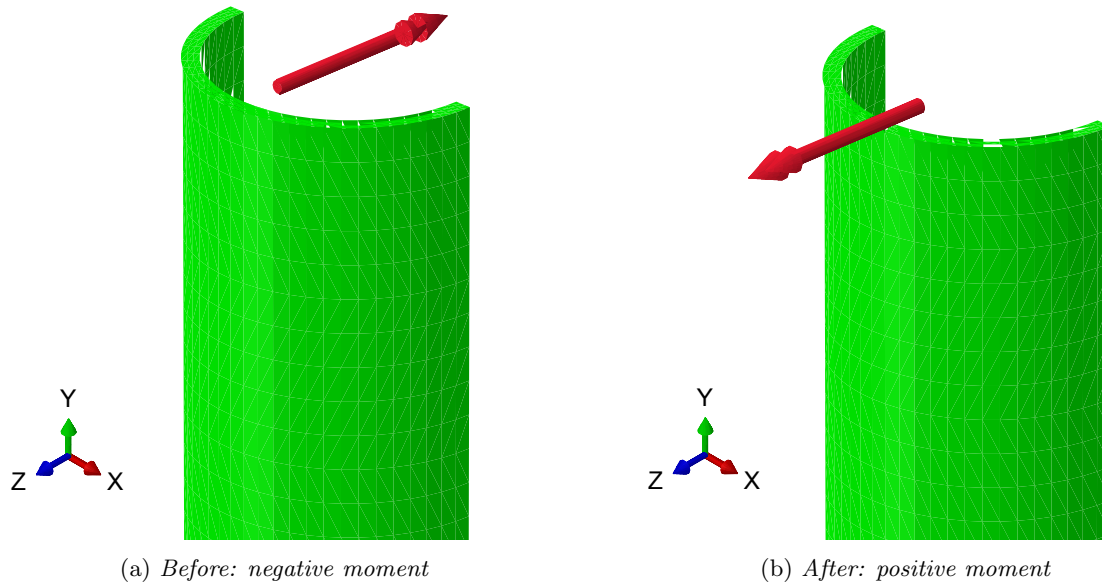 Y
Z
X
Y
Z
X
(a) Before: negative moment
(b) After: positive moment